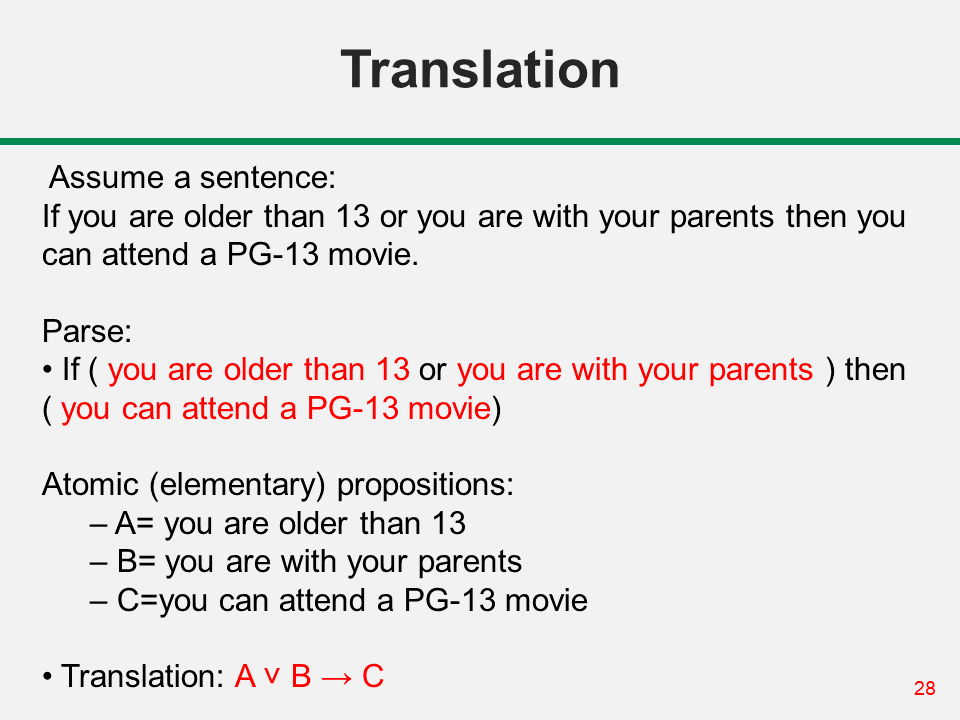 Translation
Assume a sentence:
If you are older than 13 or you are with your parents then you
can attend a PG-13 movie.
Parse:
• If ( you are older than 13 or you are with your parents ) then
( you can attend a PG-13 movie)
Atomic (elementary) propositions:
– A= you are older than 13
– B= you are with your parents
– C=you can attend a PG-13 movie
• Translation: A ˅ B → C
28